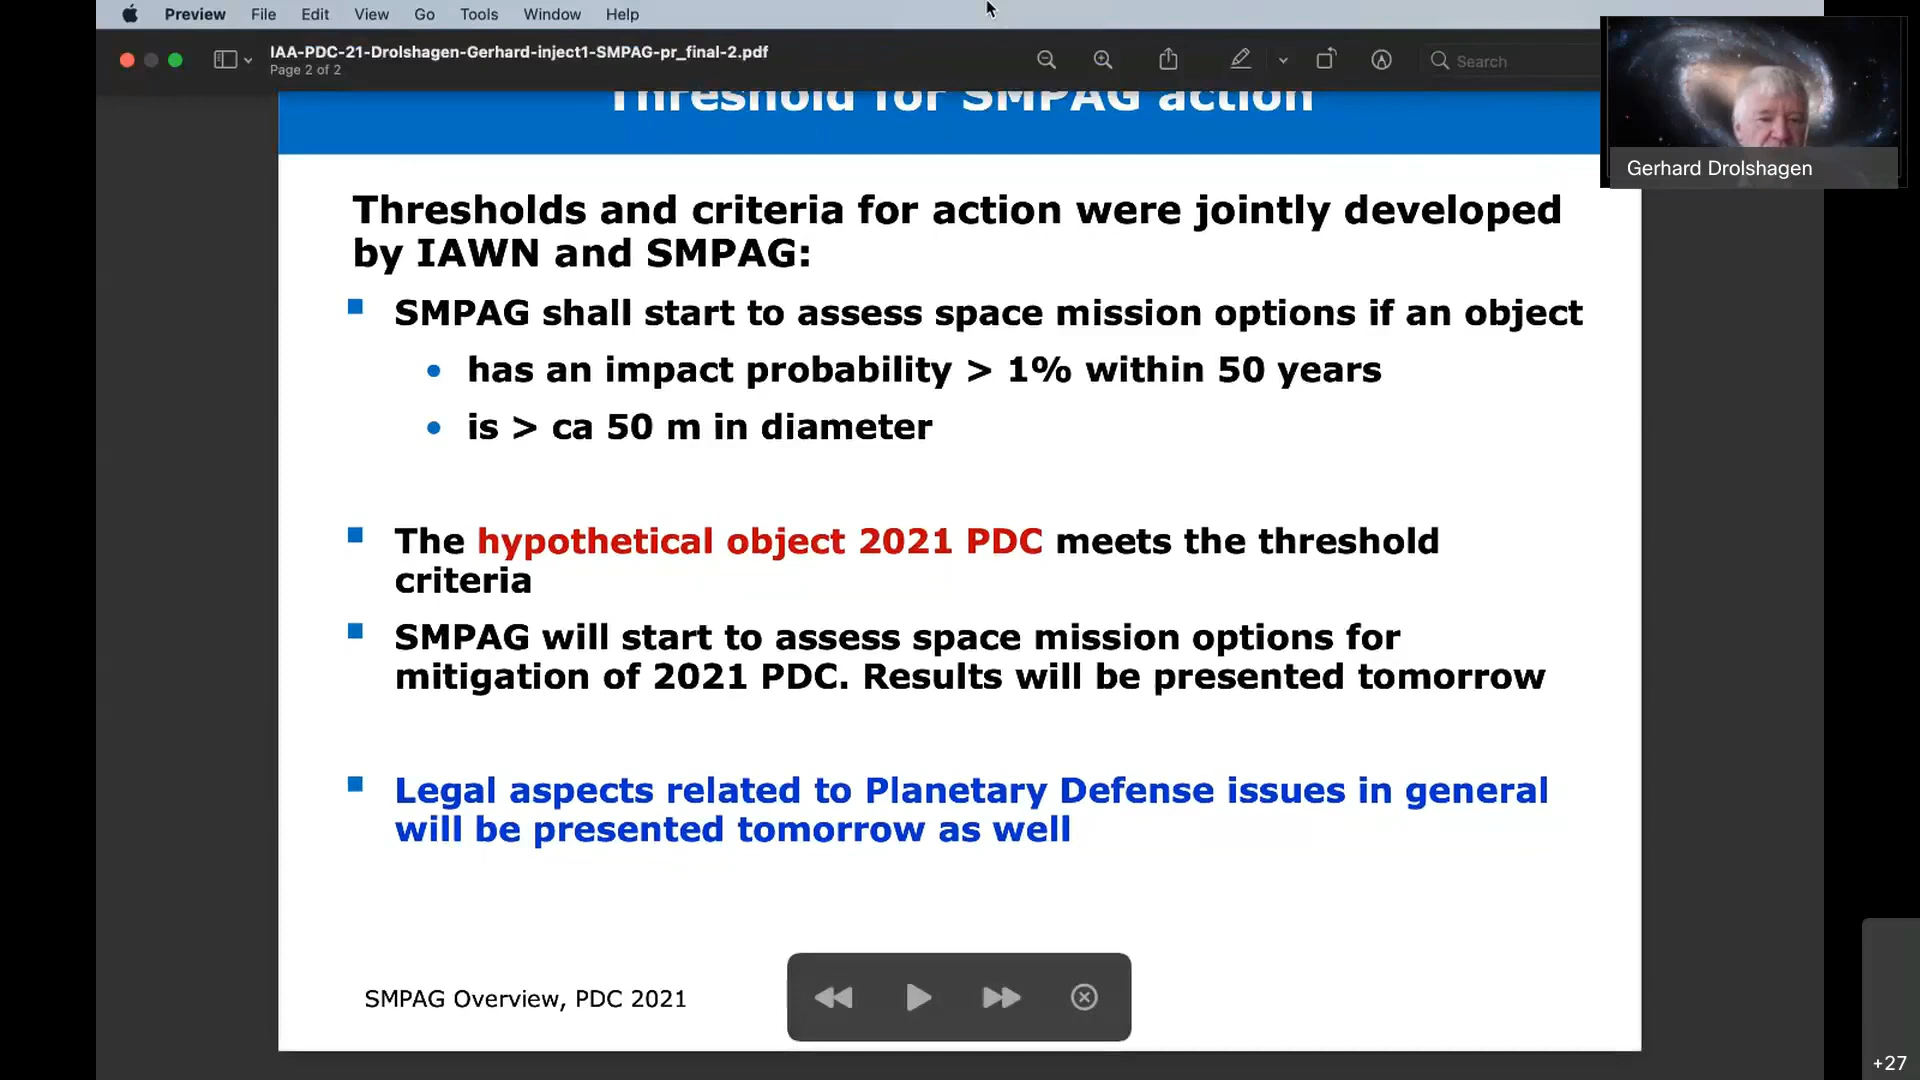 Preview File Edit View Go Tools Window Help
IAA-PDC-21-Drolshagen-Gerhard-inject1-SMPAG-pr_final-2.pdf
Page 2 of 2
Search
Gerhard Drolshagen
Threshold for SMPAG action
Thresholds and criteria for action were jointly developed
by IAWN and SMPAG:
SMPAG shall start to assess space mission options if an object
has an impact probability > 1% within 50 years
is > ca 50 m in diameter
The hypothetical object 2021 PDC meets the threshold
criteria
SMPAG will start to assess space mission options for
mitigation of 2021 PDC. Results will be presented tomorrow
Legal aspects related to Planetary Defense issues in general
will be presented tomorrow as well
SMPAG Overview, PDC 2021
+27